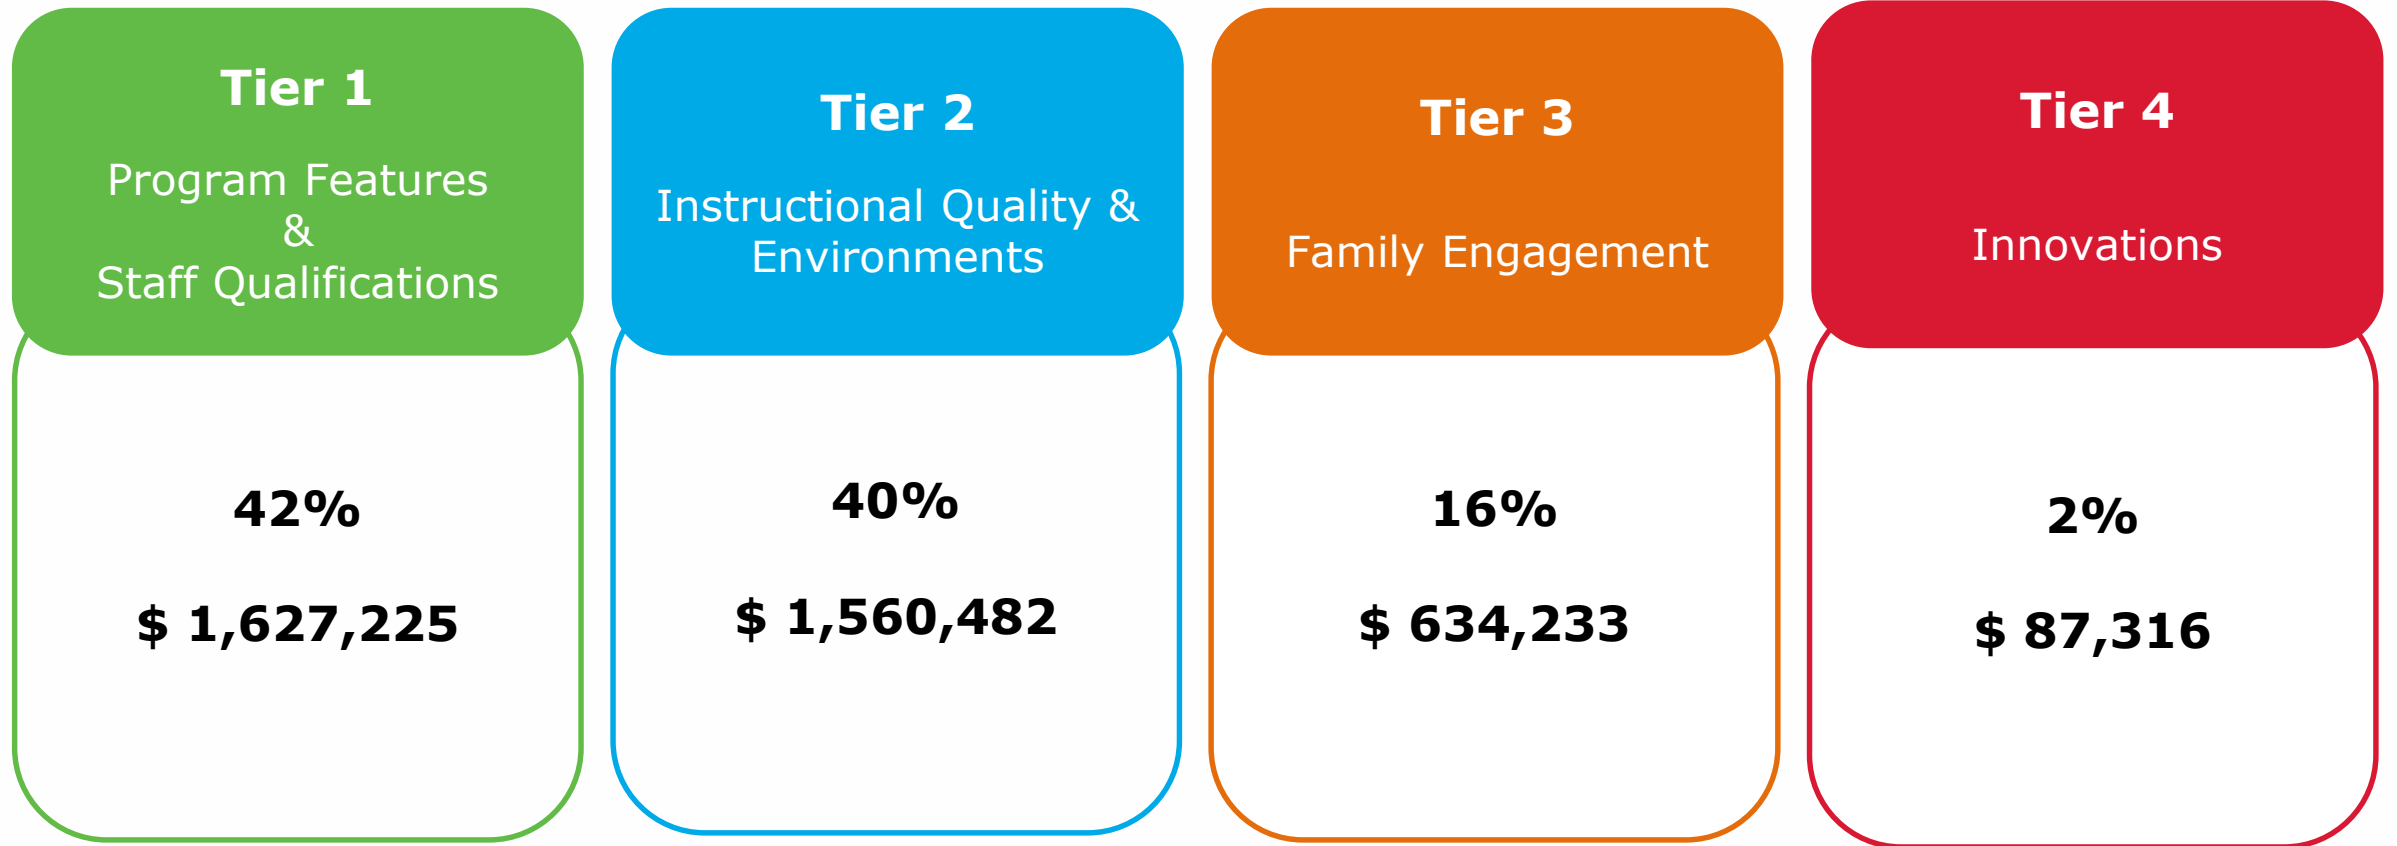 Tier 1
Program Features
&
Staff Qualifications
42%
$ 1,627,225
Tier 2
Instructional Quality &
Environments
40%
$ 1,560,482
Tier 3
Family Engagement
16%
$ 634,233
Tier 4
Innovations
2%
$ 87,316